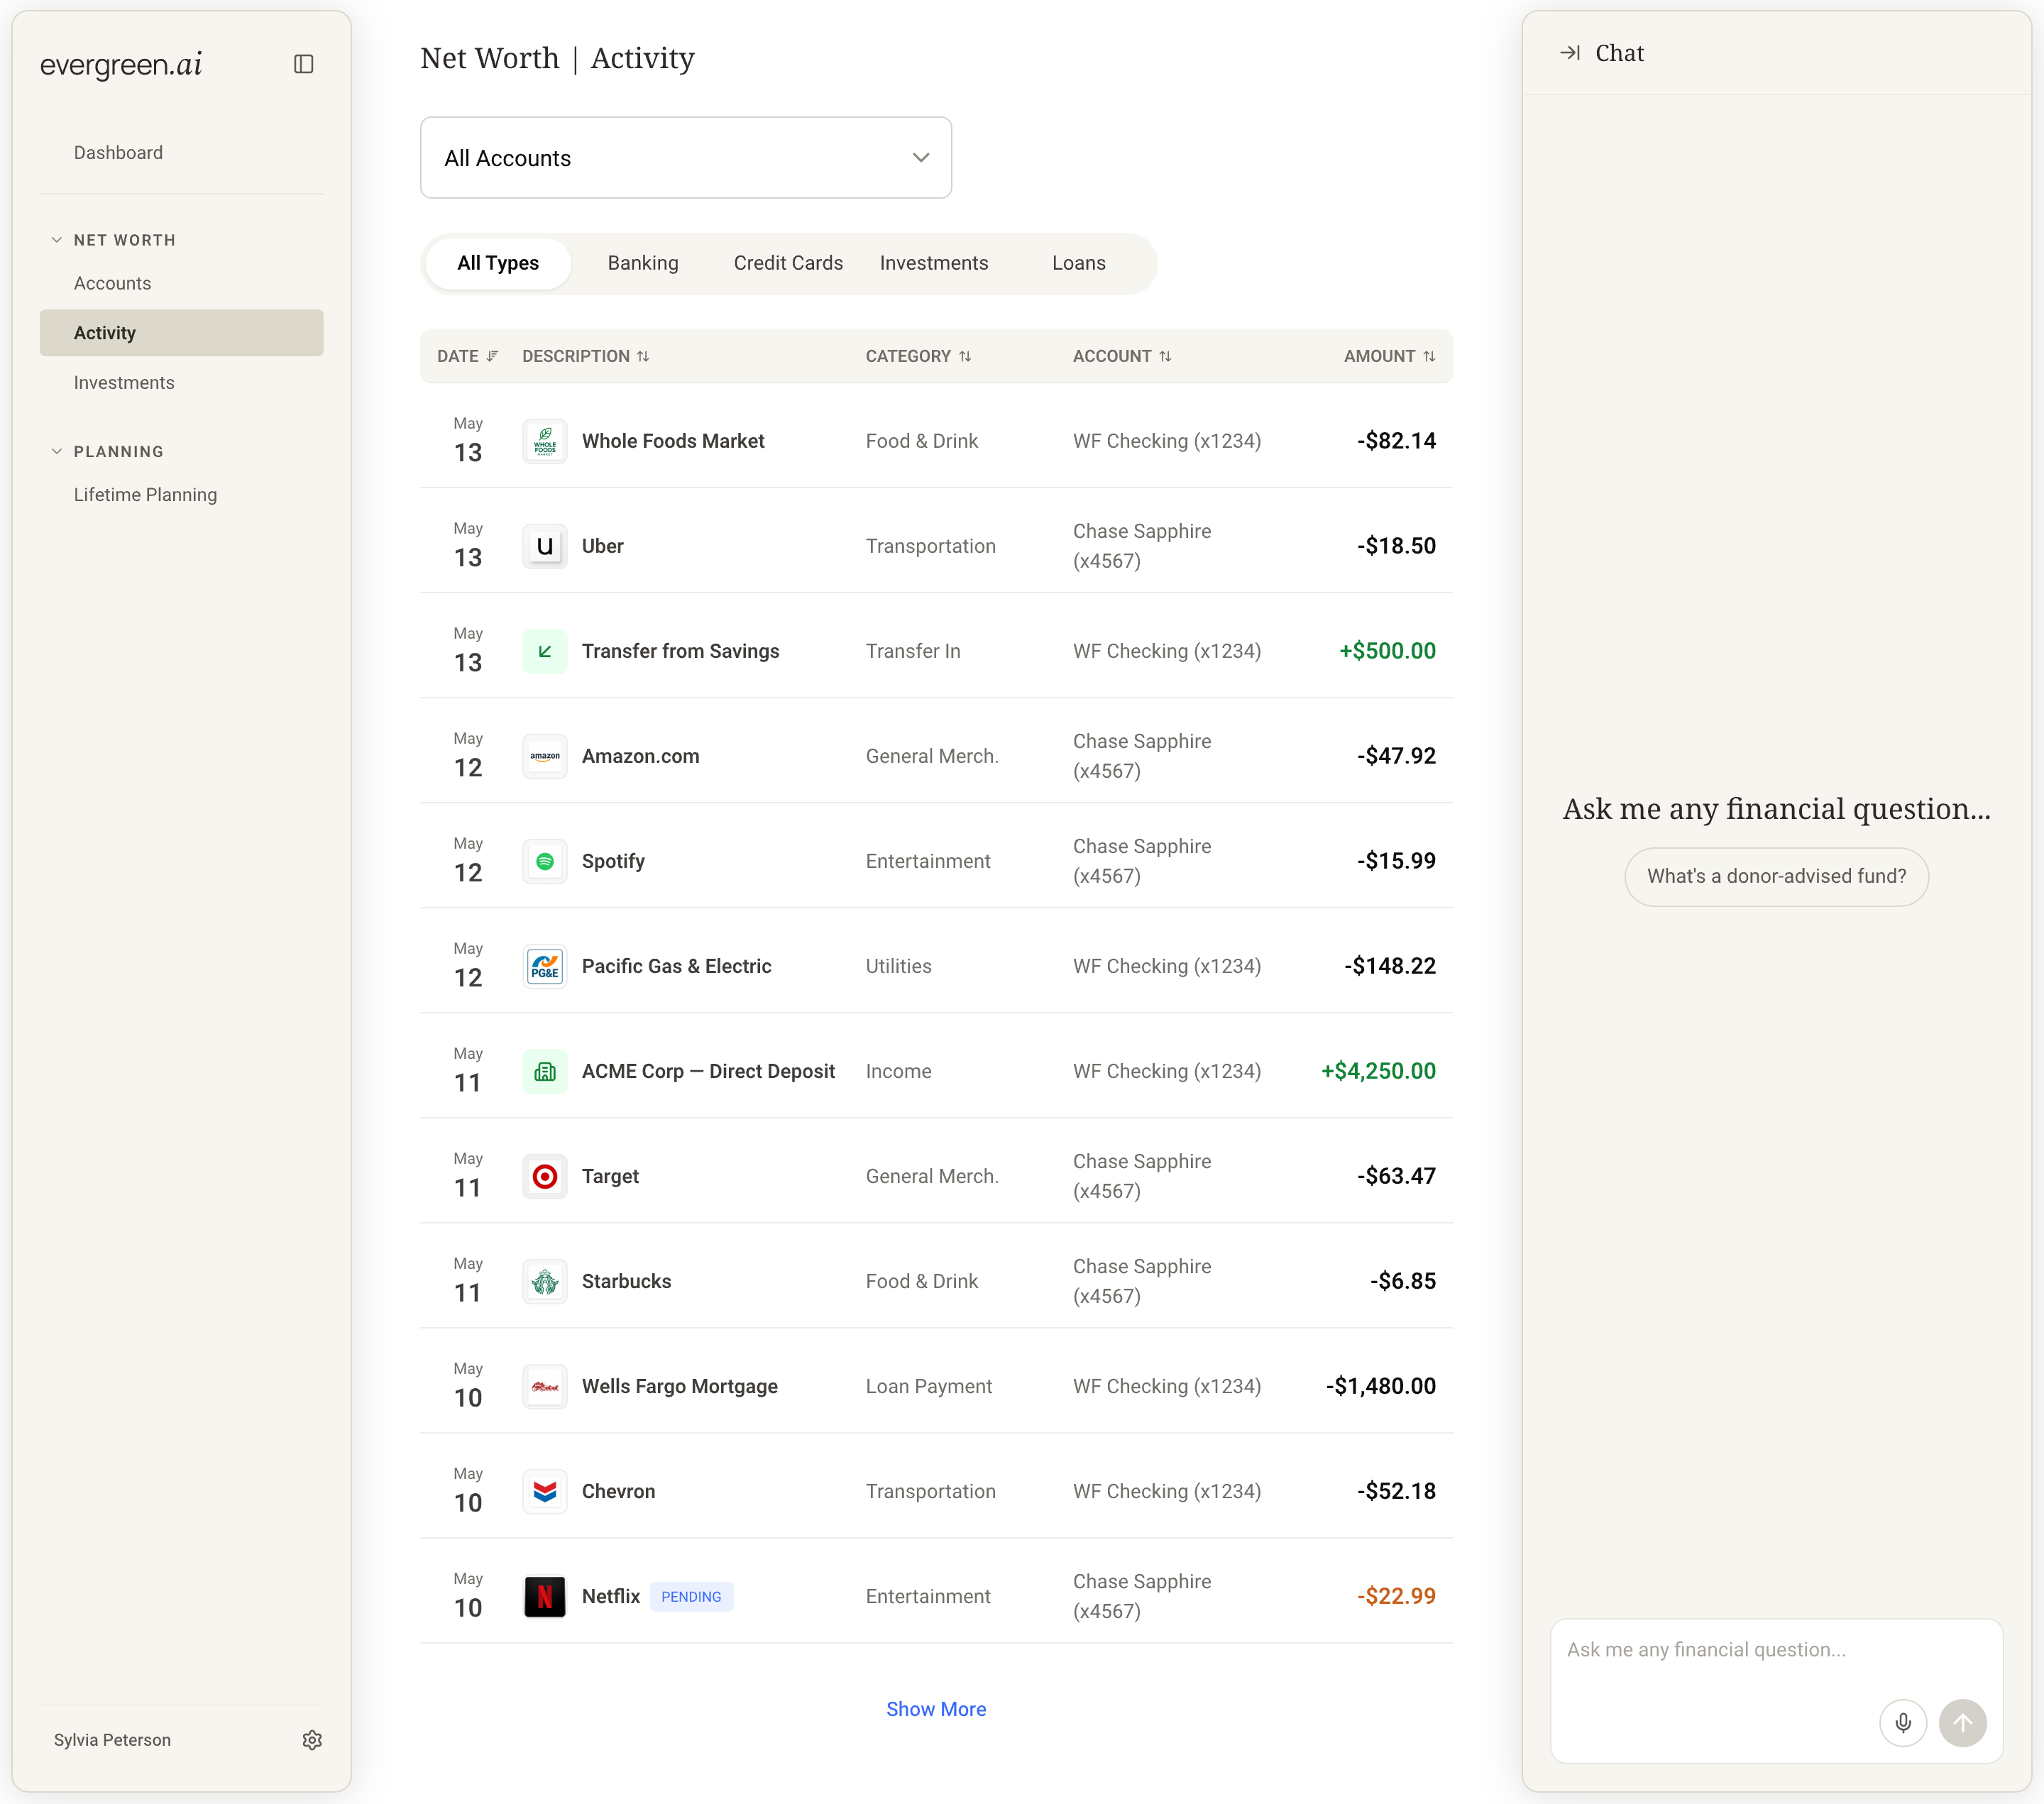 evergreen.ai
Dashboard
NET WORTH
Accounts
Activity
Investments
PLANNING
Lifetime Planning
Sylvia Peterson
Net Worth | Activity
All Accounts
All Types Banking Credit Cards Investments Loans
DATE DESCRIPTION CATEGORY ACCOUNT AMOUNT
May
13
WHOLE
FOODS
MARKET
Whole Foods Market Food & Drink WF Checking (x1234) -$82.14
May
13
u
Uber Transportation Chase Sapphire
(x4567) -$18.50
May
13
Transfer from Savings Transfer In WF Checking (x1234) +$500.00
May
12
amazon
Amazon.com General Merch. Chase Sapphire
(x4567) -$47.92
May
12
Spotify Entertainment Chase Sapphire
(x4567) -$15.99
May
12
PG&E
Pacific Gas & Electric Utilities WF Checking (x1234) -$148.22
May
11
ACME Corp — Direct Deposit Income WF Checking (x1234) +$4,250.00
May
11
Target General Merch. Chase Sapphire
(x4567) -$63.47
May
11
Starbucks Food & Drink Chase Sapphire
(x4567) -$6.85
May
10
Wells Fargo Mortgage Loan Payment WF Checking (x1234) -$1,480.00
May
10
Chevron Transportation WF Checking (x1234) -$52.18
May
10
N
Netflix PENDING Entertainment Chase Sapphire
(x4567) -$22.99
Show More
Chat
Ask me any financial question...
What's a donor-advised fund?
Ask me any financial question...